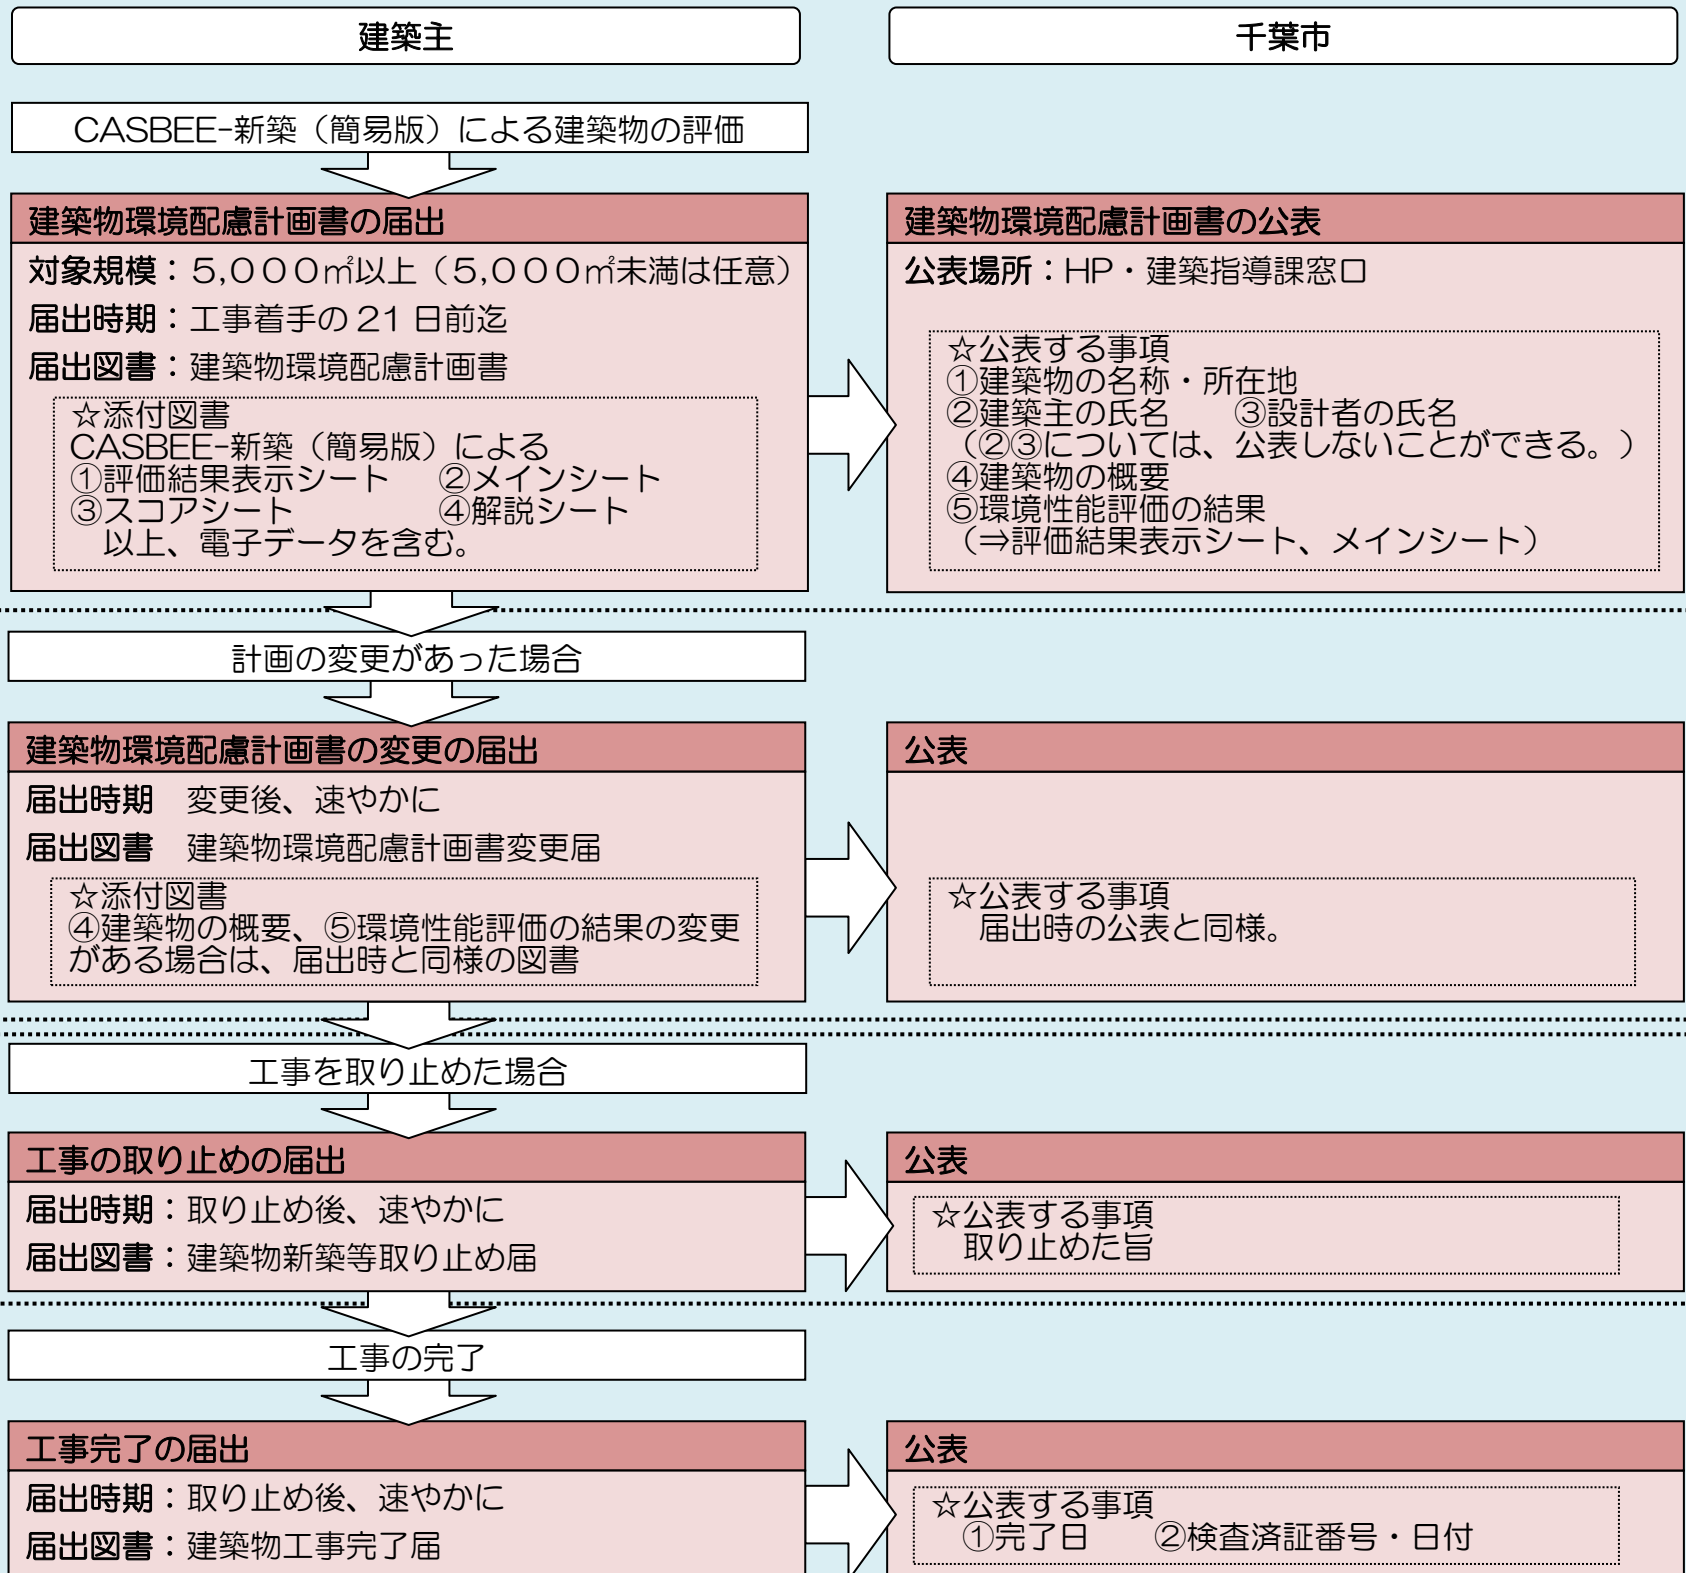 建築主
千葉市
CASBEE-新築（簡易版）による建築物の評価
建築物環境配慮計画書の届出
対象規模：５,０００㎡以上（５,０００㎡未満は任意）
届出時期：工事着手の 21 日前迄
届出図書：建築物環境配慮計画書
☆添付図書
CASBEE-新築（簡易版）による
①評価結果表示シート　②メインシート
③スコアシート　④解説シート
以上、電子データを含む。
建築物環境配慮計画書の公表
公表場所：HP・建築指導課窓口
☆公表する事項
①建築物の名称・所在地
②建築主の氏名　③設計者の氏名
（②③については、公表しないことができる。）
④建築物の概要
⑤環境性能評価の結果
（⇒評価結果表示シート、メインシート）
計画の変更があった場合
建築物環境配慮計画書の変更の届出
届出時期　変更後、速やかに
届出図書　建築物環境配慮計画書変更届
☆添付図書
④建築物の概要、⑤環境性能評価の結果の変更
がある場合は、届出時と同様の図書
公表
☆公表する事項
届出時の公表と同様。
工事を取り止めた場合
工事の取り止めの届出
届出時期：取り止め後、速やかに
届出図書：建築物新築等取り止め届
公表
☆公表する事項
取り止めた旨
工事の完了
工事完了の届出
届出時期：取り止め後、速やかに
届出図書：建築物工事完了届
公表
☆公表する事項
①完了日　②検査済証番号・日付